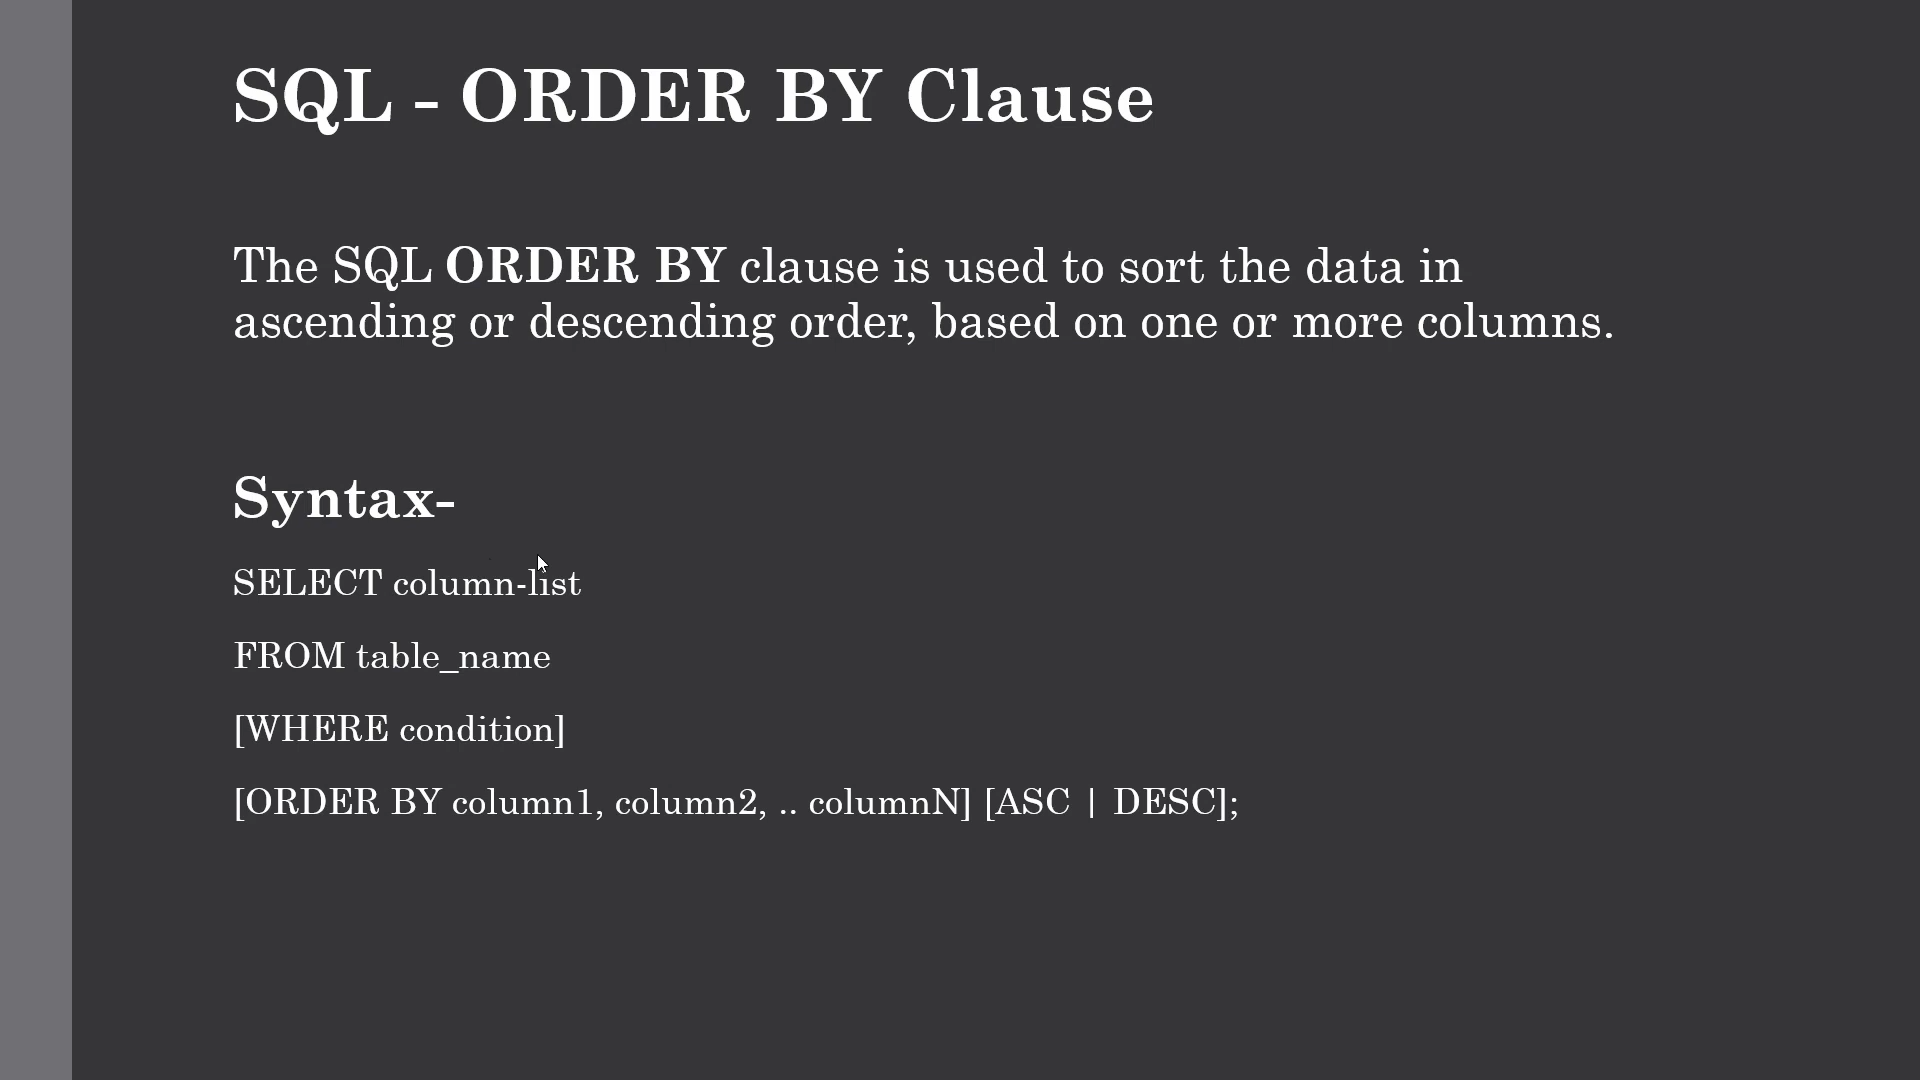 SQL - ORDER BY Clause
The SQL ORDER BY clause is used to sort the data in
ascending or descending order, based on one or more columns.
Syntax-
SELECT column-list
FROM table_name
[WHERE condition]
[ORDER BY column1, column2, .. columnN] [ASC | DESC];